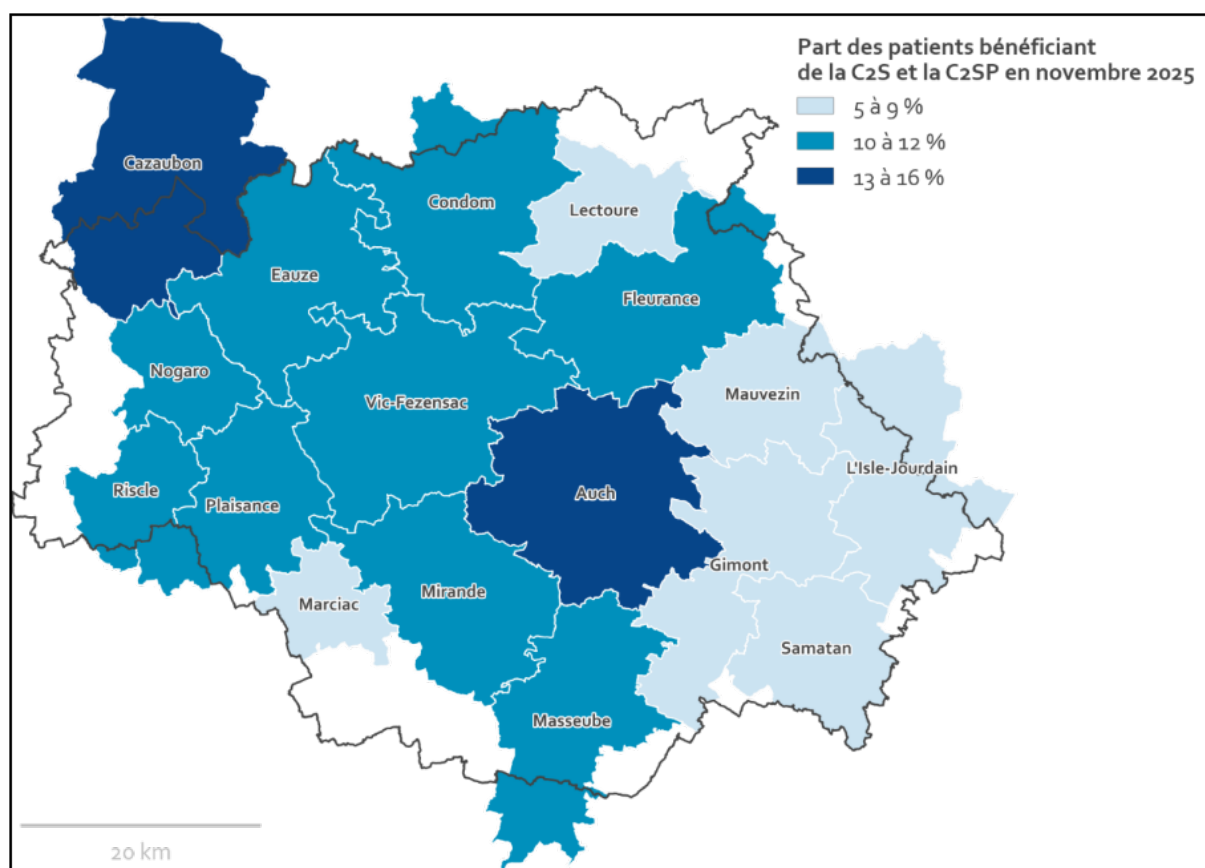 Part des patients bénéficiant
de la C2S et la C2SP en novembre 2025
5 à 9 %
10 à 12 %
13 à 16 %
Cazaubon
Condom
Lectoure
Eauze
Fleurance
Nogaro
Vic-Fezensac
Mauvezin
L'Isle-Jourdain
Riscle
Plaisance
Auch
Gimont
Marciac
Mirande
Samatan
Masseube
20 km